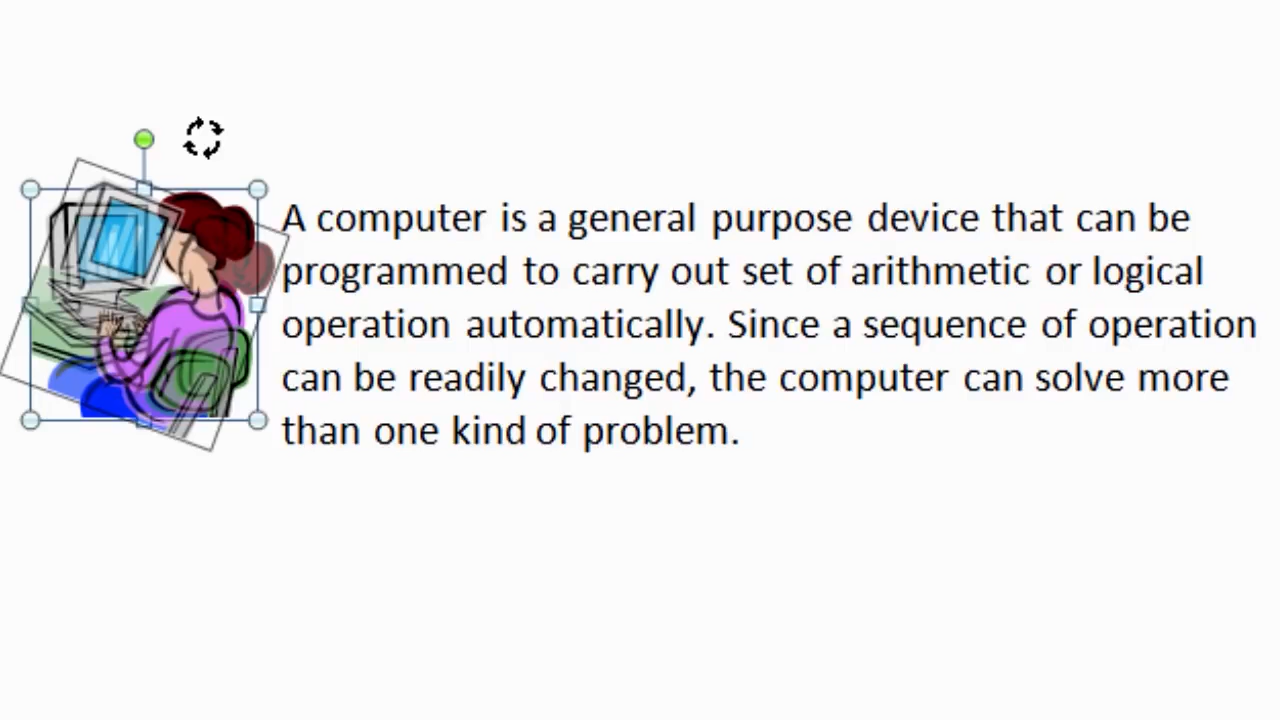 A computer is a general purpose device that can be
programmed to carry out set of arithmetic or logical
operation automatically. Since a sequence of operation
can be readily changed, the computer can solve more
than one kind of problem.